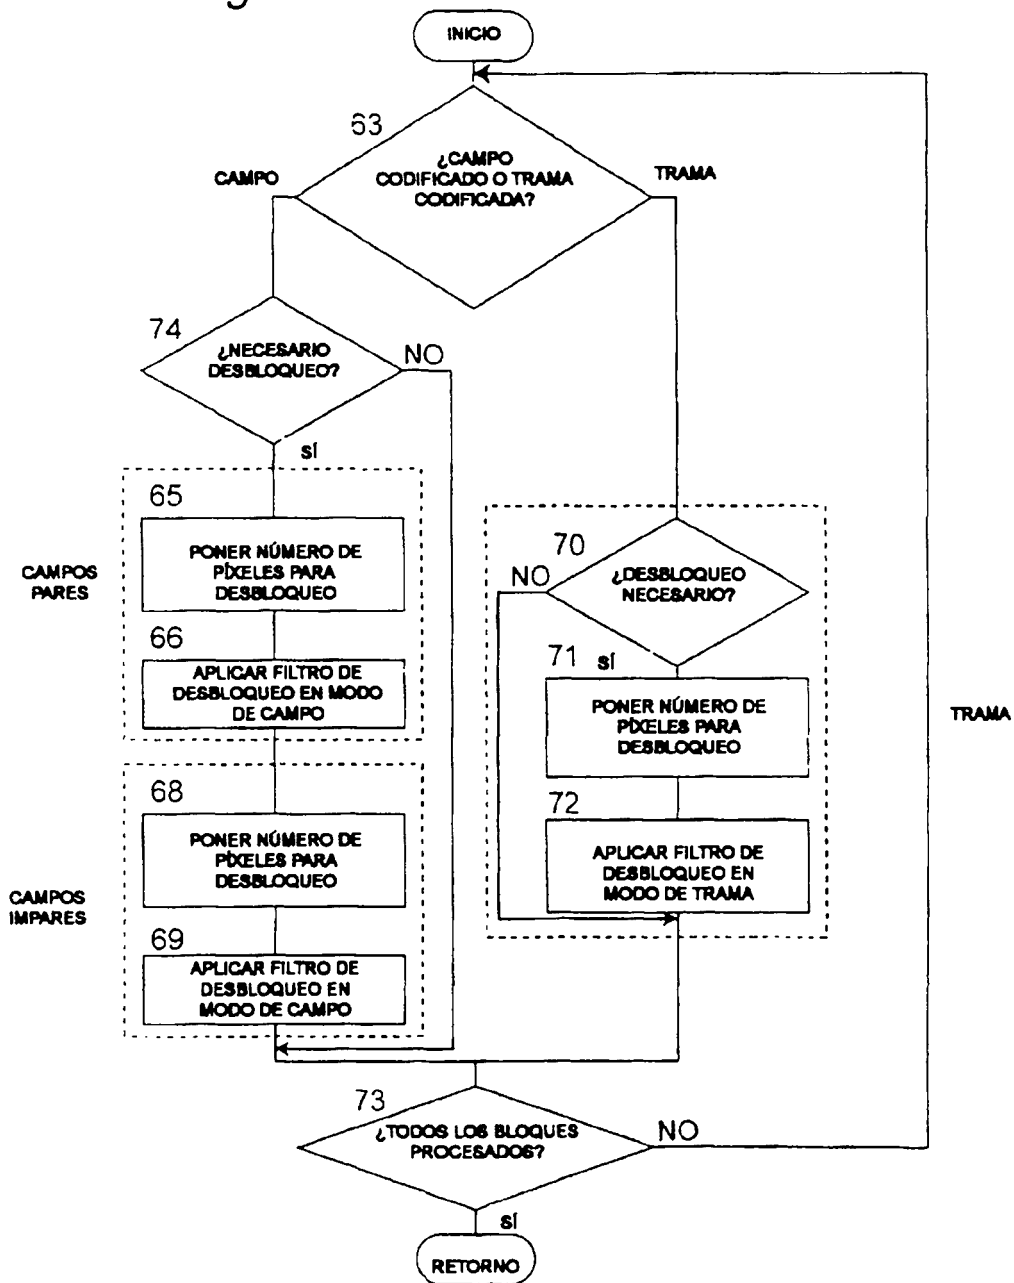 INICIO
63
¿CAMPO
CODIFICADO O TRAMA
CODIFICADA?
CAMPO
TRAMA
74
¿NECESARIO
DESBLOQUEO?
NO
SÍ
65
PONER NÚMERO DE
PÍXELES PARA
DESBLOQUEO
CAMPOS
PARES
66
APLICAR FILTRO DE
DESBLOQUEO EN MODO
DE CAMPO
70
¿DESBLOQUEO
NECESARIO?
NO
71
SÍ
PONER NÚMERO DE
PÍXELES PARA
DESBLOQUEO
TRAMA
72
APLICAR FILTRO DE
DESBLOQUEO EN
MODO DE TRAMA
68
PONER NÚMERO DE
PÍXELES PARA
DESBLOQUEO
CAMPOS
IMPARES
69
APLICAR FILTRO DE
DESBLOQUEO EN
MODO DE CAMPO
73
¿TODOS LOS BLOQUES
PROCESADOS?
NO
SÍ
RETORNO